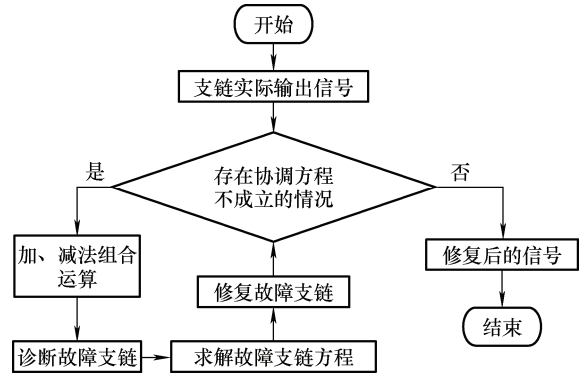 开始
支链实际输出信号
是
存在协调方程
不成立的情况
否
加、减法组合
运算
修复后的信号
修复故障支链
结束
诊断故障支链
求解故障支链方程